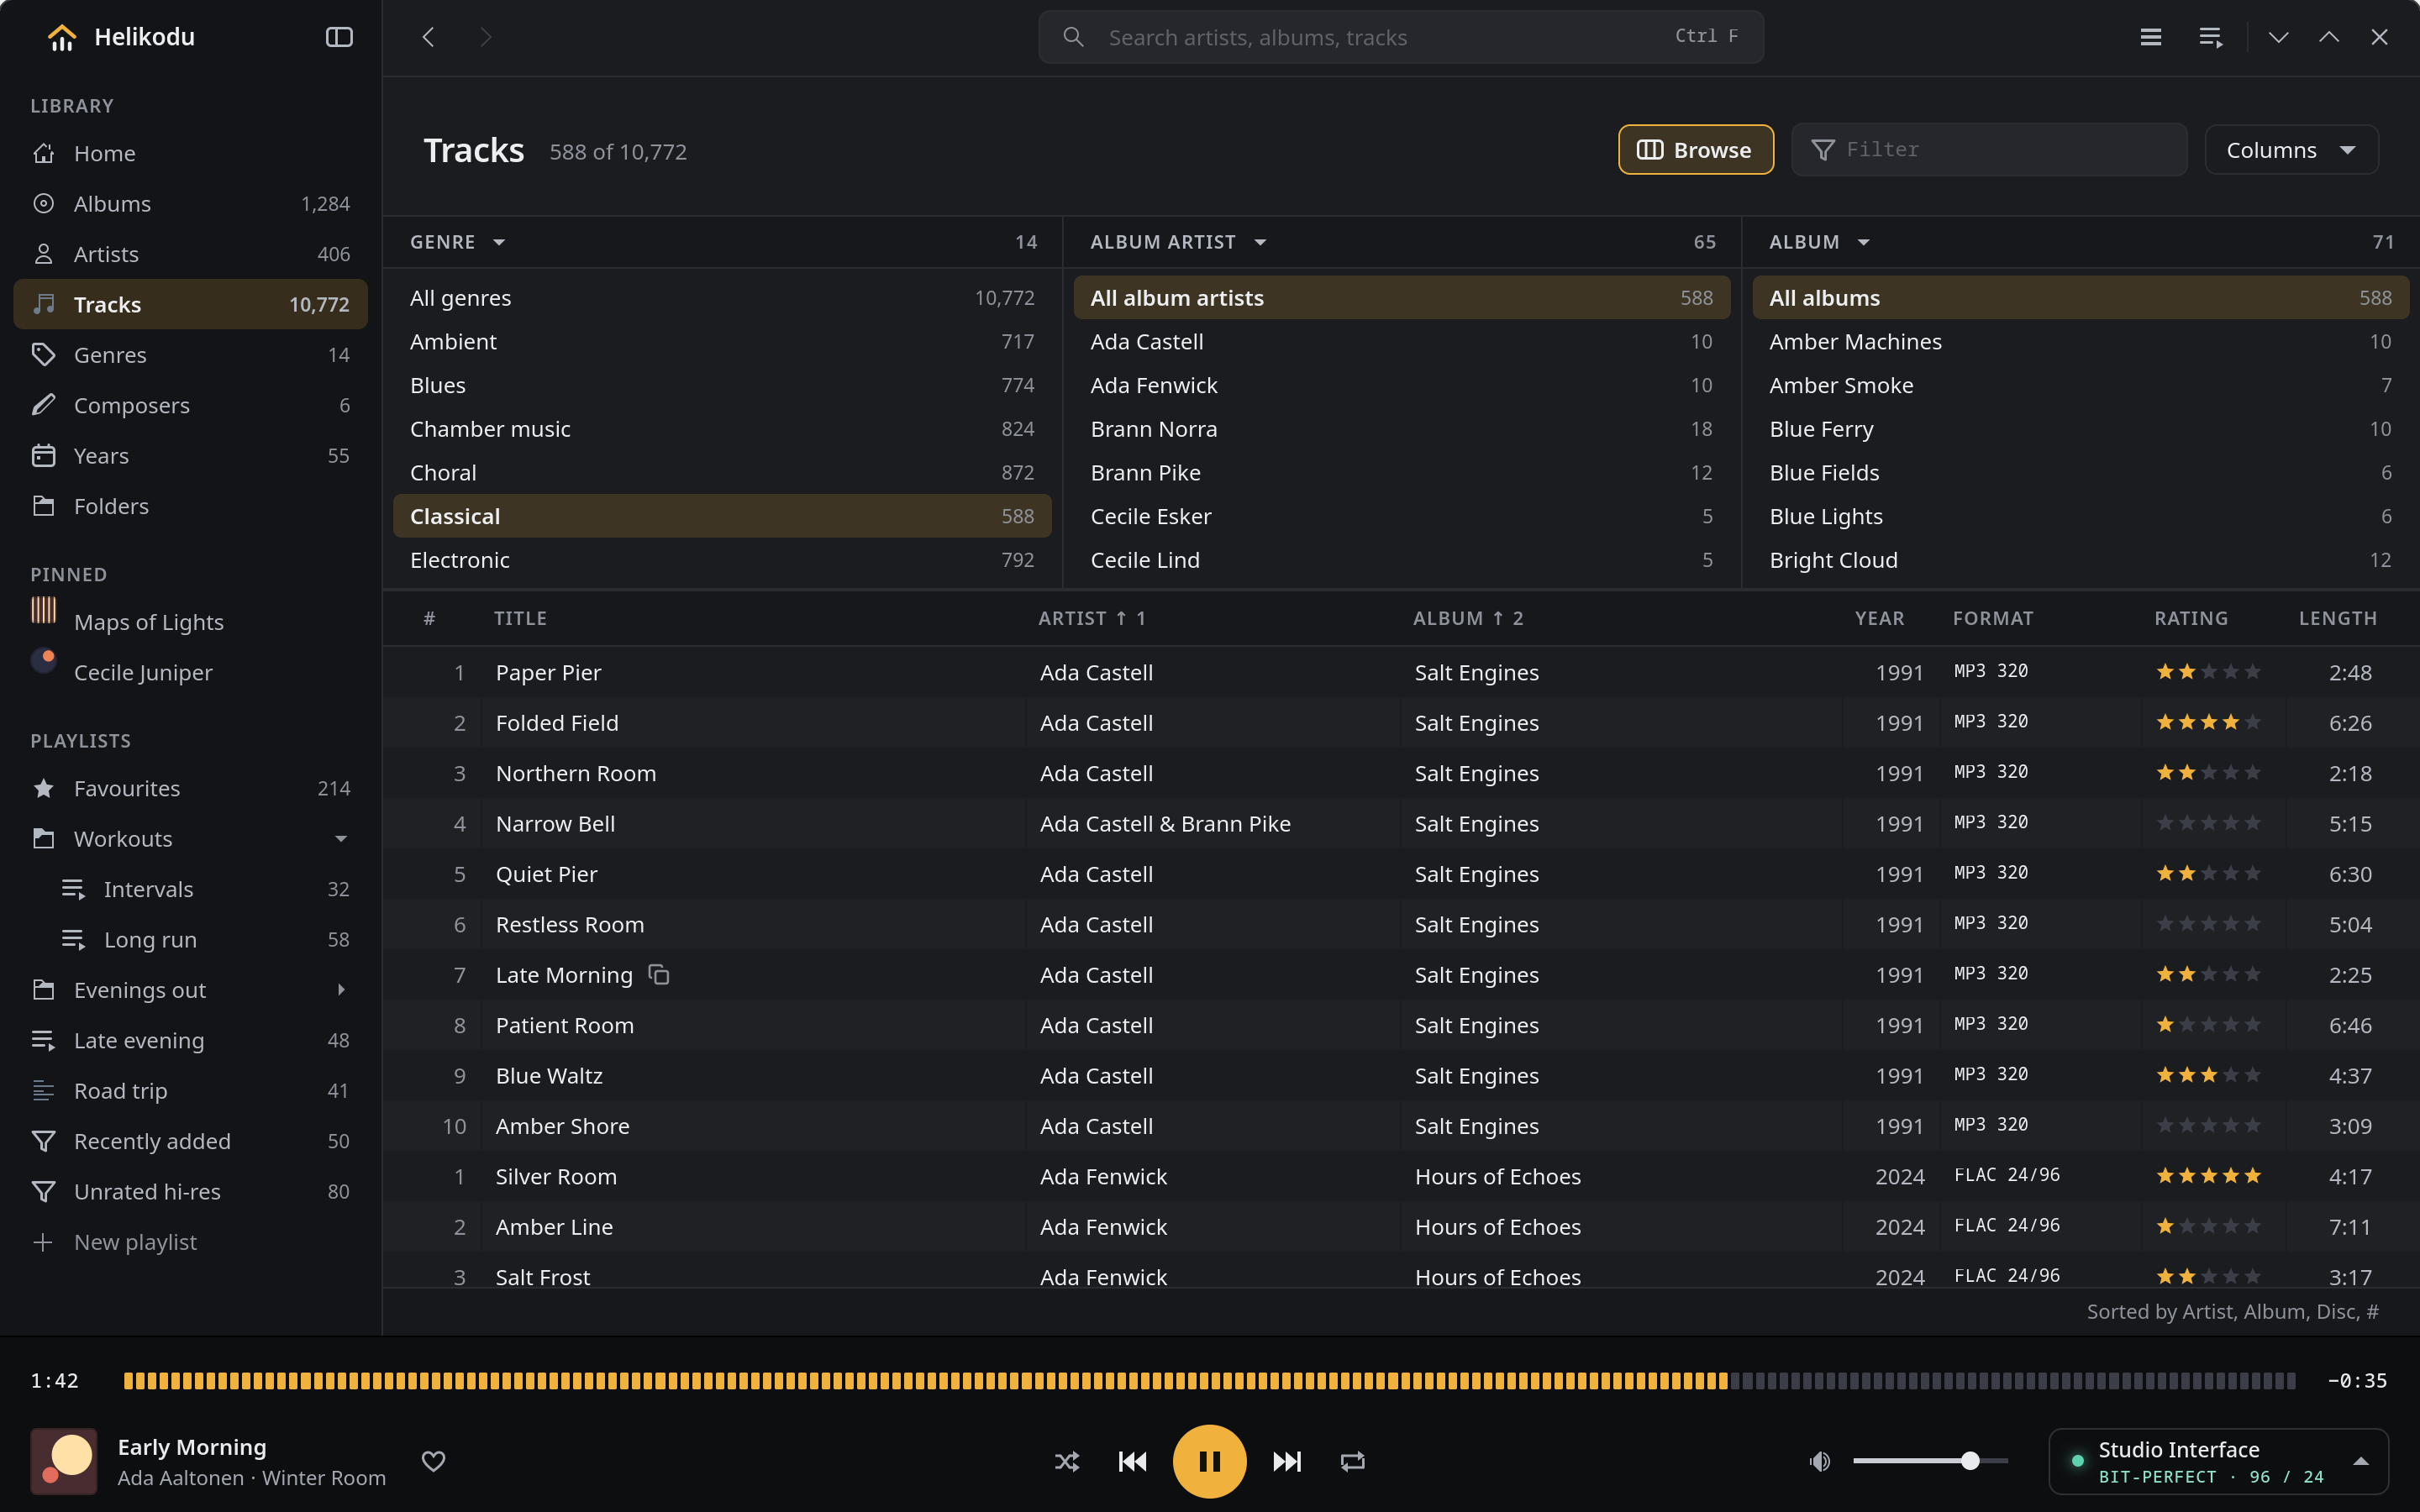 Helikodu
Search artists, albums, tracks Ctrl F
LIBRARY
Home
Albums 1,284
Artists 406
Tracks 10,772
Genres 14
Composers 6
Years 55
Folders
PINNED
Maps of Lights
Cecile Juniper
PLAYLISTS
Favourites 214
Workouts
Intervals 32
Long run 58
Evenings out
Late evening 48
Road trip 41
Recently added 50
Unrated hi-res 80
New playlist
Tracks 588 of 10,772
Browse Filter Columns
GENRE 14
All genres 10,772
Ambient 717
Blues 774
Chamber music 824
Choral 872
Classical 588
Electronic 792
ALBUM ARTIST 65
All album artists 588
Ada Castell 10
Ada Fenwick 10
Brann Norra 18
Brann Pike 12
Cecile Esker 5
Cecile Lind 5
ALBUM 71
All albums 588
Amber Machines 10
Amber Smoke 7
Blue Ferry 10
Blue Fields 6
Blue Lights 6
Bright Cloud 12
# TITLE ARTIST ↑ 1 ALBUM ↑ 2 YEAR FORMAT RATING LENGTH
1 Paper Pier Ada Castell Salt Engines 1991 MP3 320 2:48
2 Folded Field Ada Castell Salt Engines 1991 MP3 320 6:26
3 Northern Room Ada Castell Salt Engines 1991 MP3 320 2:18
4 Narrow Bell Ada Castell & Brann Pike Salt Engines 1991 MP3 320 5:15
5 Quiet Pier Ada Castell Salt Engines 1991 MP3 320 6:30
6 Restless Room Ada Castell Salt Engines 1991 MP3 320 5:04
7 Late Morning Ada Castell Salt Engines 1991 MP3 320 2:25
8 Patient Room Ada Castell Salt Engines 1991 MP3 320 6:46
9 Blue Waltz Ada Castell Salt Engines 1991 MP3 320 4:37
10 Amber Shore Ada Castell Salt Engines 1991 MP3 320 3:09
1 Silver Room Ada Fenwick Hours of Echoes 2024 FLAC 24/96 4:17
2 Amber Line Ada Fenwick Hours of Echoes 2024 FLAC 24/96 7:11
3 Salt Frost Ada Fenwick Hours of Echoes 2024 FLAC 24/96 3:17
Sorted by Artist, Album, Disc, #
1:42 −0:35
Early Morning
Ada Aaltonen · Winter Room
Studio Interface
BIT-PERFECT · 96 / 24